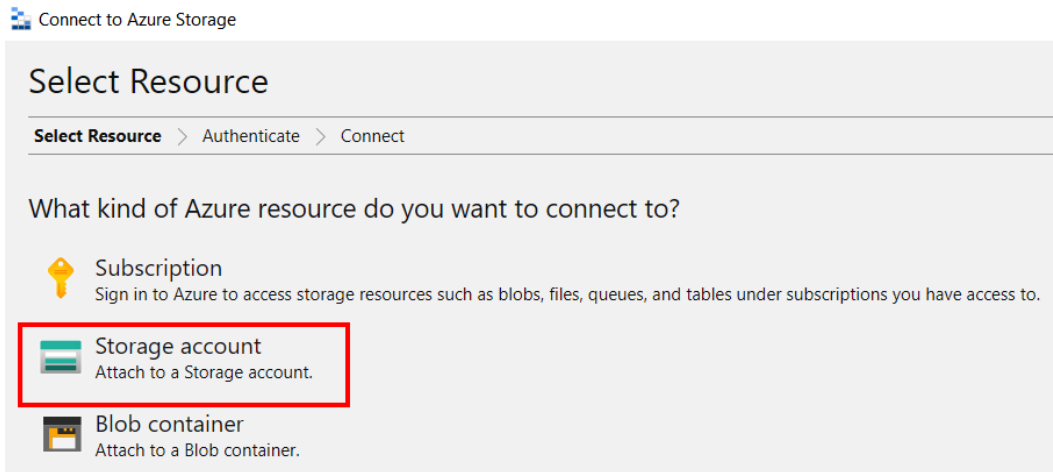 Connect to Azure Storage
Select Resource
Select Resource > Authenticate > Connect
What kind of Azure resource do you want to connect to?
Subscription
Sign in to Azure to access storage resources such as blobs, files, queues, and tables under subscriptions you have access to.
Storage account
Attach to a Storage account.
Blob container
Attach to a Blob container.